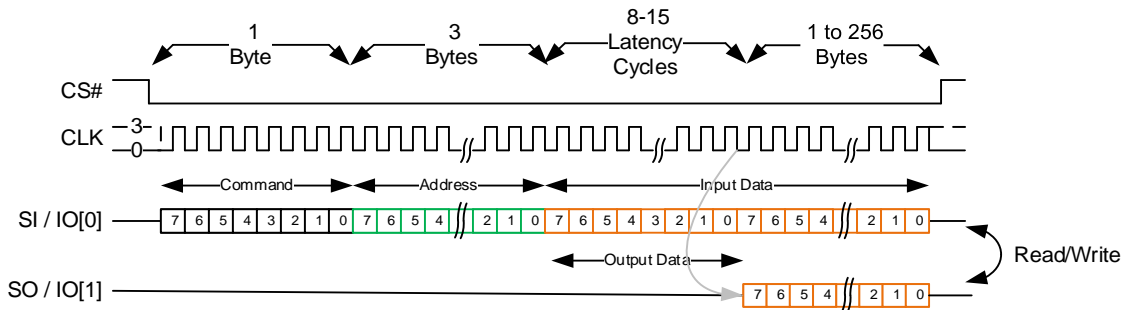 1 Byte
3 Bytes
8-15 Latency Cycles
1 to 256 Bytes
CS#
CLK
3
0
Command
Address
Input Data
SI / IO[0]
7 6 5 4 3 2 1 0 7 6 5 4 2 1 0 7 6 5 4 3 2 1 0 7 6 5 4 2 1 0
Read/Write
Output Data
SO / IO[1]
7 6 5 4 2 1 0